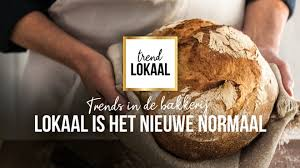 trend
LOKAAL
Trends in de bakkerij
LOKAAL IS HET NIEUWE NORMAAL